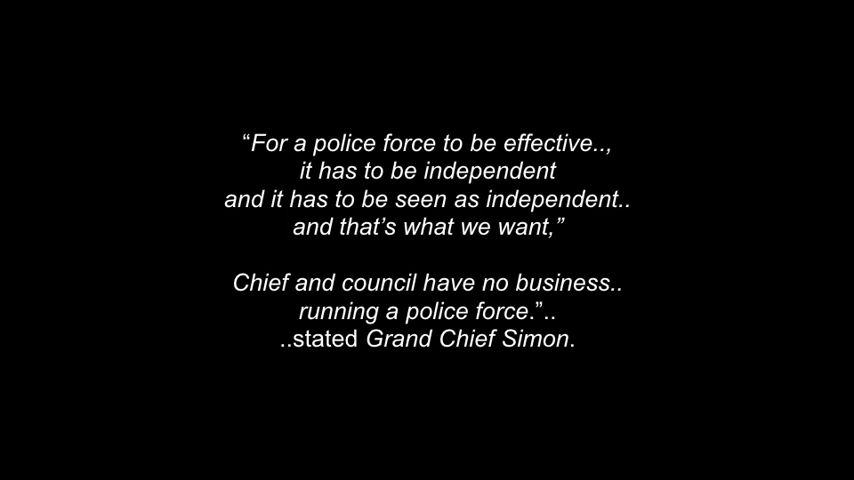 “For a police force to be effective..,
it has to be independent
and it has to be seen as independent..
and that’s what we want,”
Chief and council have no business..
running a police force.”..
..stated Grand Chief Simon.